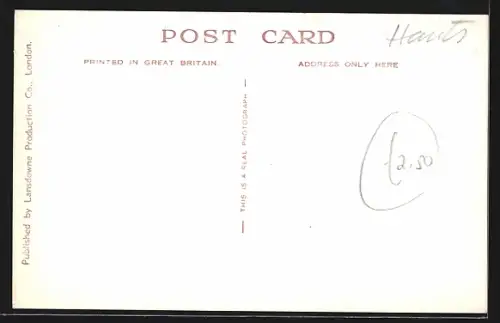 POST CARD
Hants
PRINTED IN GREAT BRITAIN.
ADDRESS ONLY HERE
Published by Lansdowne Production Co., London.
THIS IS A REAL PHOTOGRAPH
£2.50